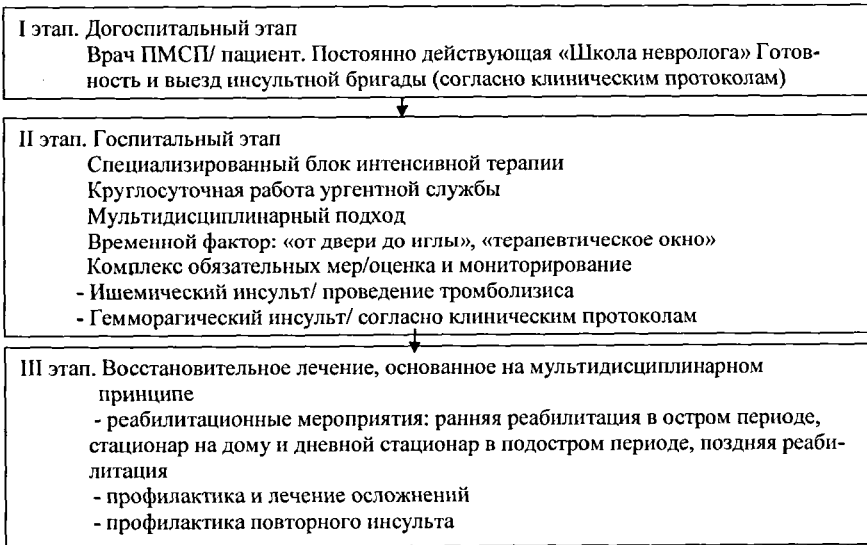 I этап. Догоспитальный этап
Врач ПМСП/ пациент. Постоянно действующая «Школа невролога» Готов-
ность и выезд инсультной бригады (согласно клиническим протоколам)
II этап. Госпитальный этап
Специализированный блок интенсивной терапии
Круглосуточная работа ургентной службы
Мультидисциплинарный подход
Временной фактор: «от двери до иглы», «терапевтическое окно»
Комплекс обязательных мер/оценка и мониторирование
- Ишемический инсульт/ проведение тромболизиса
- Гемморагический инсульт/ согласно клиническим протоколам
III этап. Восстановительное лечение, основанное на мультидисциплинарном
принципе
- реабилитационные мероприятия: ранняя реабилитация в остром периоде,
стационар на дому и дневной стационар в подостром периоде, поздняя реаби-
литация
- профилактика и лечение осложнений
- профилактика повторного инсульта